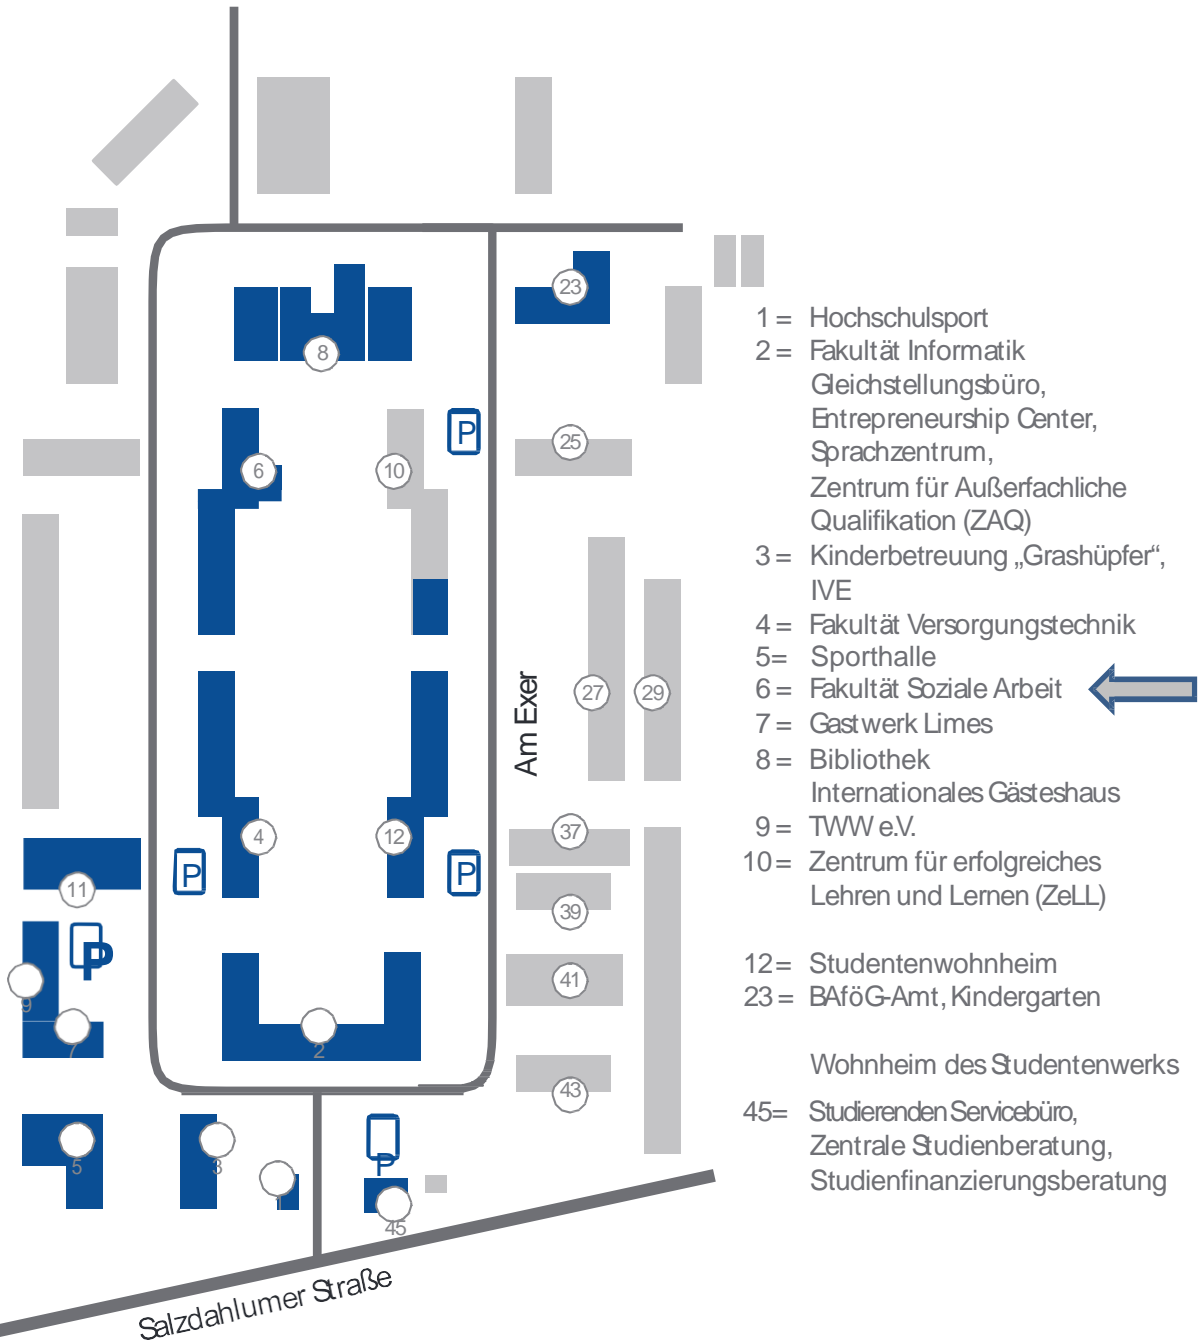 23
8
P
25
6
10
Am Exer
27
29
4
12
37
P
P
11
39
P
9
41
7
2
43
5
3
1
P
45
Salzdahlumer Straße
1 = Hochschulsport
2 = Fakultät Informatik
Gleichstellungsbüro,
Entrepreneurship Center,
Sprachzentrum,
Zentrum für Außerfachliche
Qualifikation (ZAQ)
3 = Kinderbetreuung „Grashüpfer“,
IVE
4 = Fakultät Versorgungstechnik
5= Sporthalle
6 = Fakultät Soziale Arbeit
7 = Gastwerk Limes
8 = Bibliothek
Internationales Gästeshaus
9 = TWW e.V.
10 = Zentrum für erfolgreiches
Lehren und Lernen (ZeLL)
12 = Studentenwohnheim
23 = BAföG-Amt, Kindergarten
Wohnheim des Studentenwerks
45= Studierenden Servicebüro,
Zentrale Studienberatung,
Studienfinanzierungsberatung